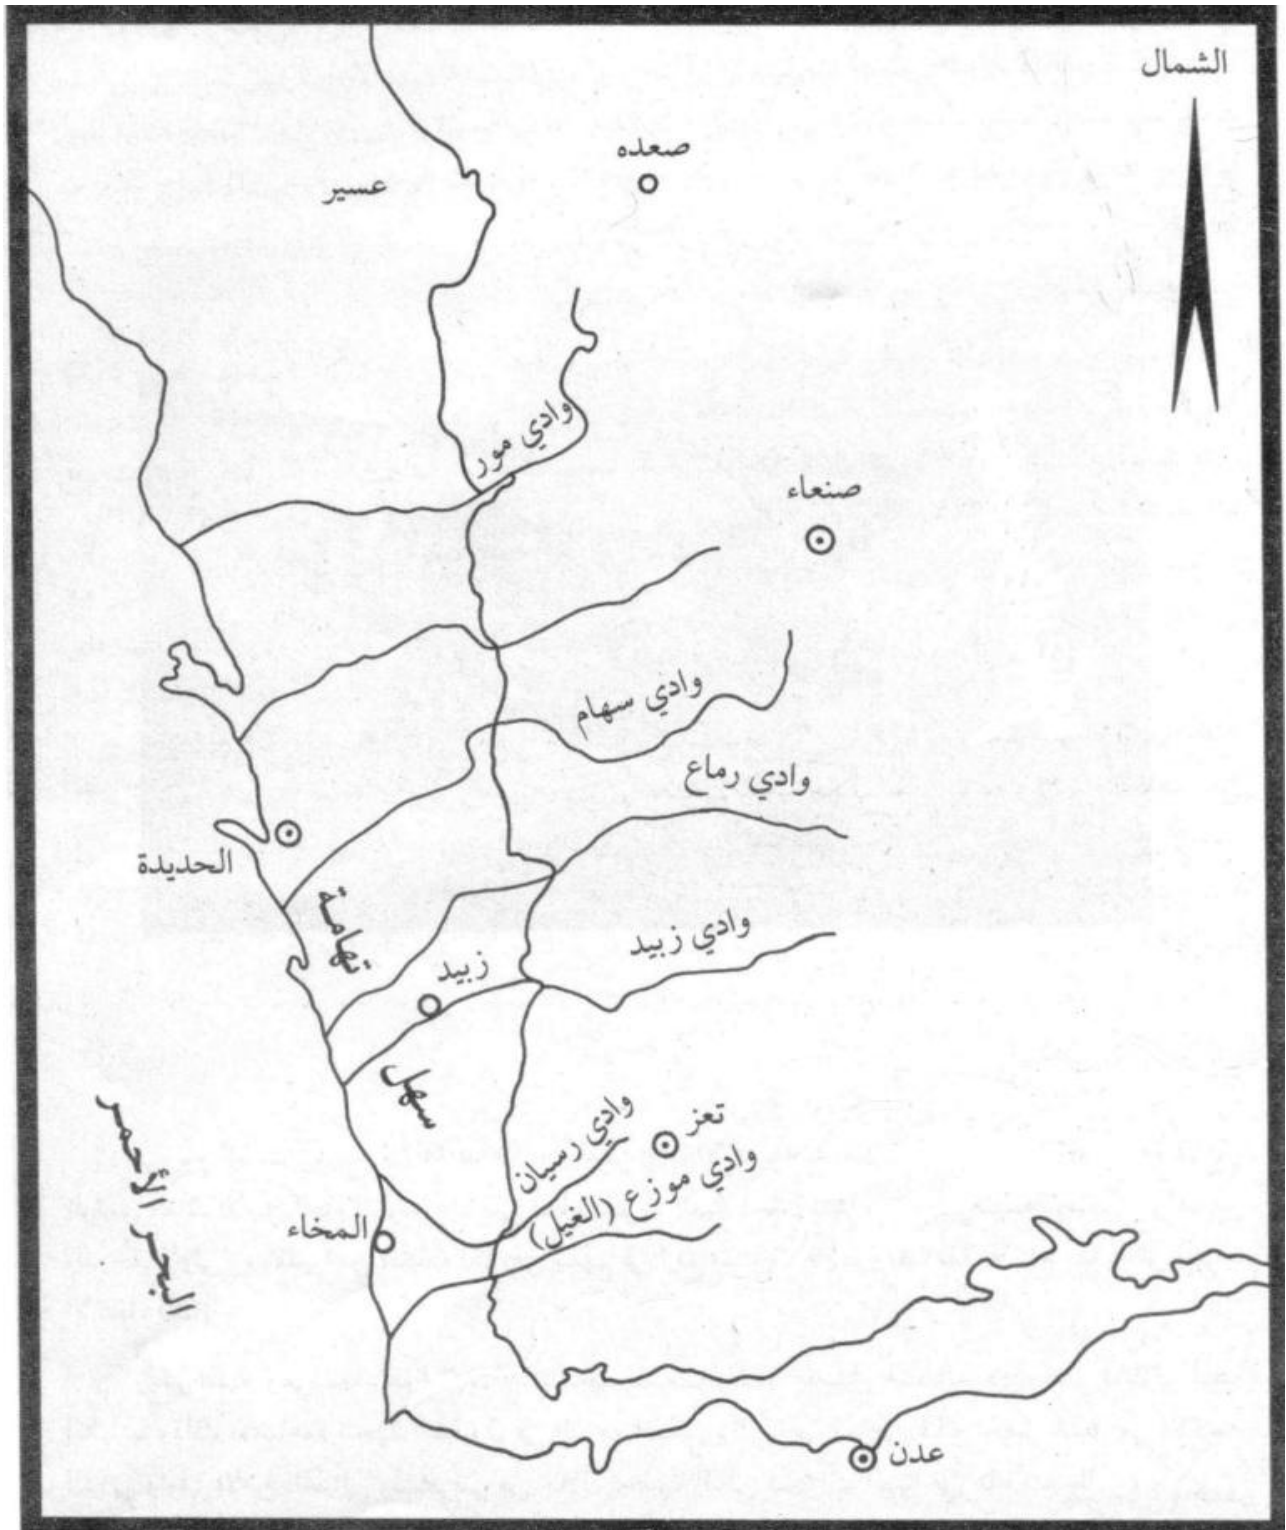 الشمال
صعده
عسير
وادي مور
صنعاء
وادي سهام
وادي رماع
الحديدة
تهامة
وادي زبيد
زبيد
سهل
وادي رسيان
تعز
وادي موزع (الغيل)
البحر الأحمر
المخاء
عدن